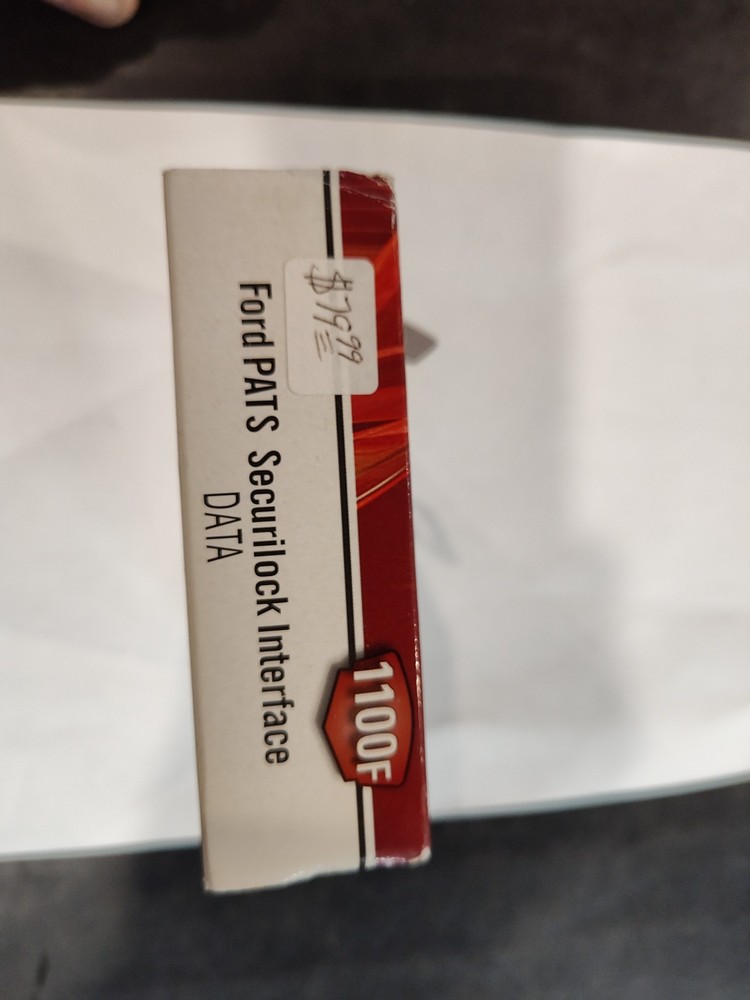 $79.99
1100F
Ford PATS Securilock Interface
DATA